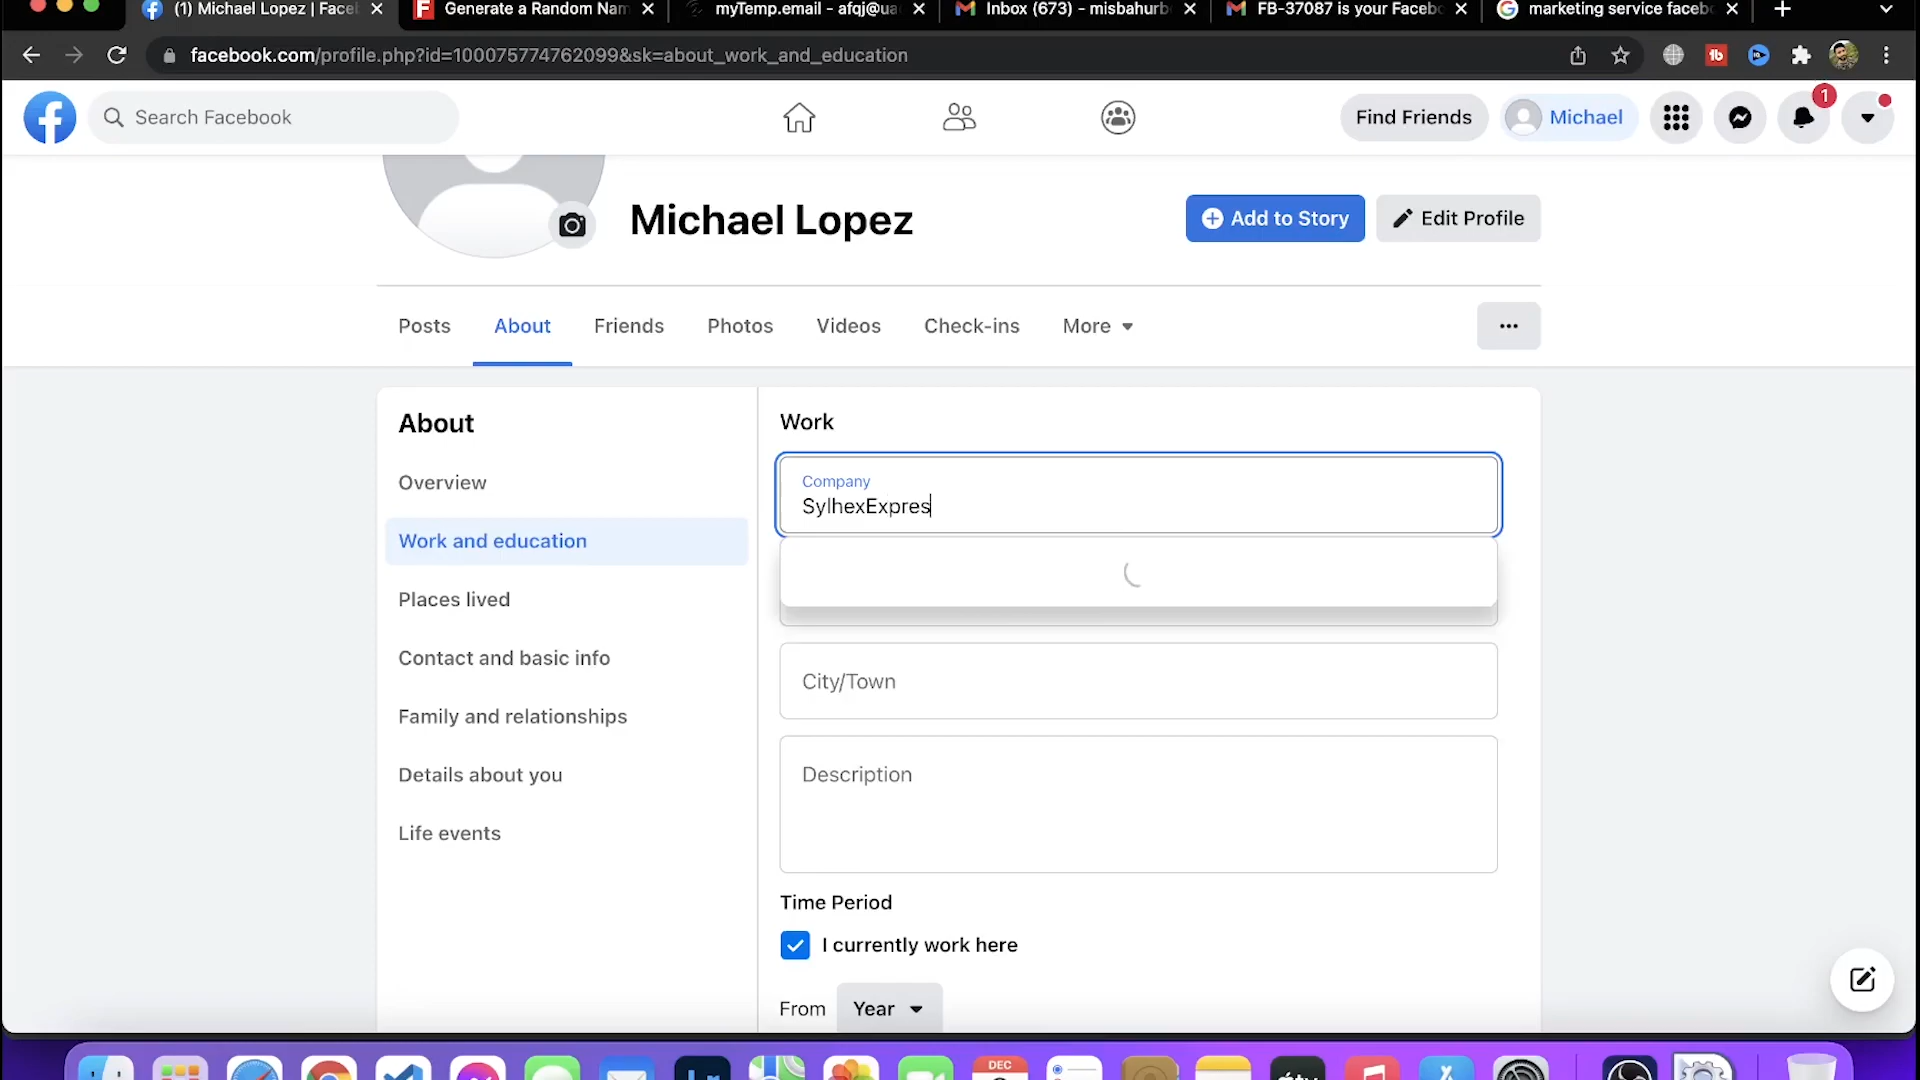 (1) Michael Lopez | Face
Generate a Random Nam
myTemp.email - afqj@ua
Inbox (673) - misbahurb
FB-37087 is your Facebo
marketing service facebo
facebook.com/profile.php?id=100075774762099&sk=about_work_and_education
Search Facebook
Find Friends
Michael
1
Michael Lopez
Add to Story
Edit Profile
Posts
About
Friends
Photos
Videos
Check-ins
More
About
Overview
Work and education
Places lived
Contact and basic info
Family and relationships
Details about you
Life events
Work
Company
SylhexExpres
City/Town
Description
Time Period
I currently work here
From
Year
DEC